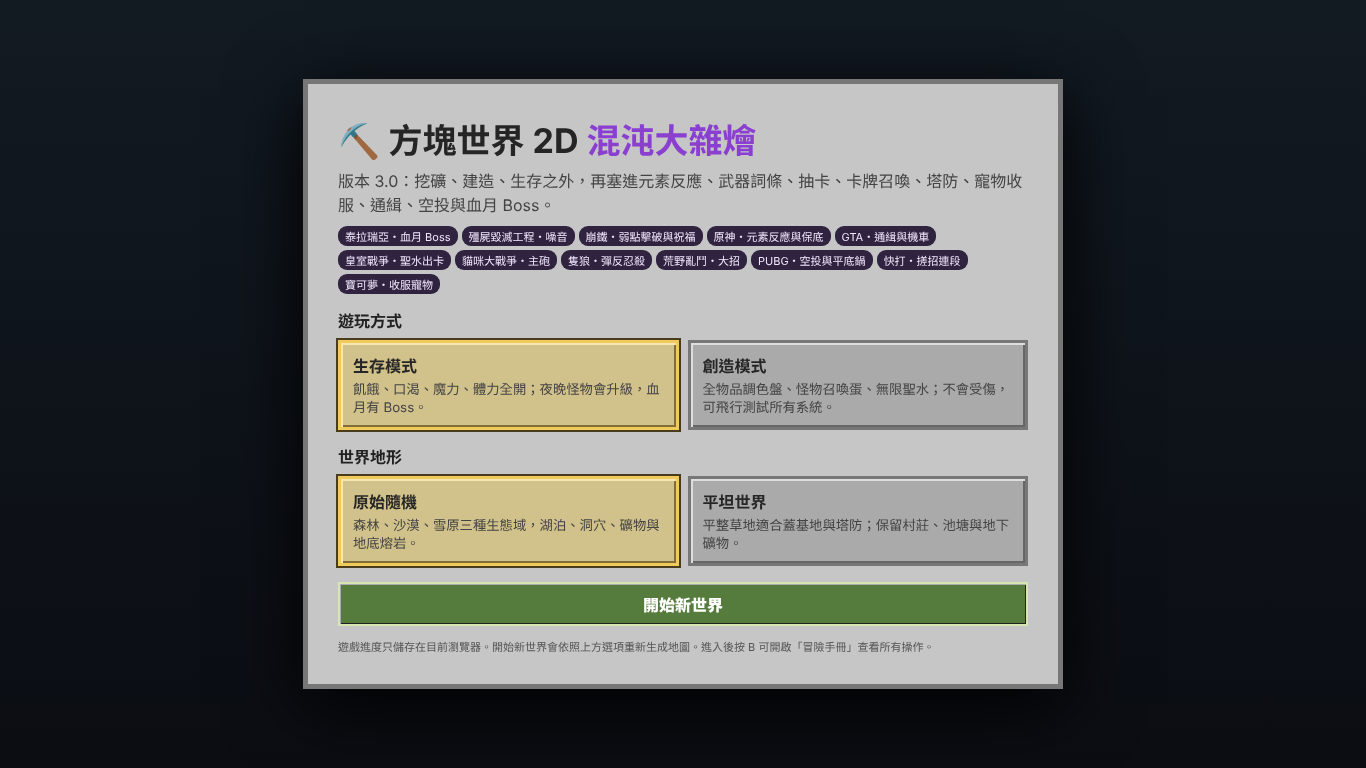 方塊世界 2D 混沌大雜燴
版本 3.0：挖礦、建造、生存之外，再塞進元素反應、武器詞條、抽卡、卡牌召喚、塔防、寵物收
服、通緝、空投與血月 Boss。
泰拉瑞亞・血月 Boss 殭屍毀滅工程・噪音 崩鐵・弱點擊破與祝福 原神・元素反應與保底 GTA・通緝與機車
皇室戰爭・聖水出卡 貓咪大戰爭・主砲 隻狼・彈反忍殺 荒野亂鬥・大招 PUBG・空投與平底鍋 快打・搓招連段
寶可夢・收服寵物
遊玩方式
生存模式
飢餓、口渴、魔力、體力全開；夜晚怪物會升級，血
月有 Boss。
創造模式
全物品調色盤、怪物召喚蛋、無限聖水；不會受傷，
可飛行測試所有系統。
世界地形
原始隨機
森林、沙漠、雪原三種生態域，湖泊、洞穴、礦物與
地底熔岩。
平坦世界
平整草地適合蓋基地與塔防；保留村莊、池塘與地下
礦物。
開始新世界
遊戲進度只儲存在目前瀏覽器。開始新世界會依照上方選項重新生成地圖。進入後按 B 可開啟「冒險手冊」查看所有操作。